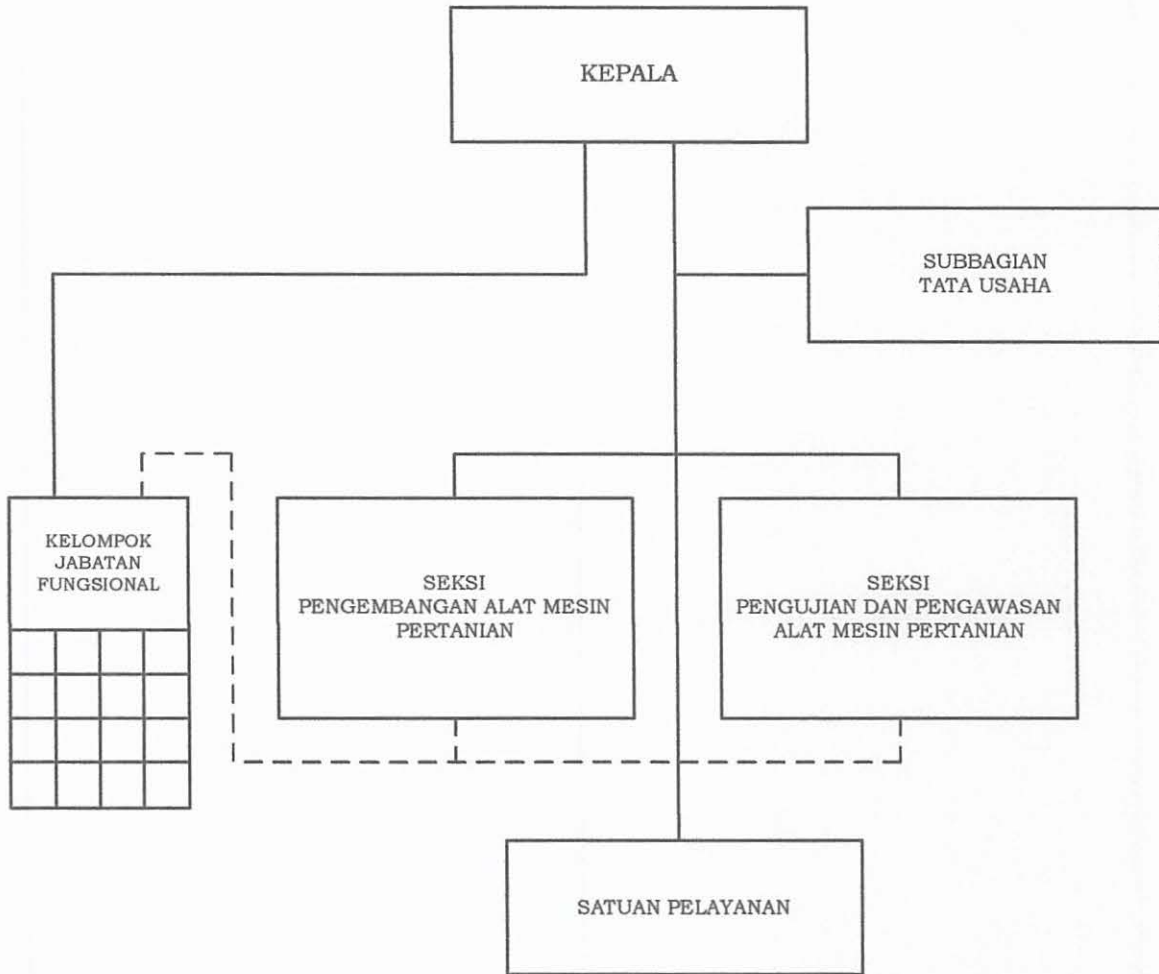 KEPALA
SUBBAGIAN
TATA USAHA
KELOMPOK
JABATAN
FUNGSIONAL
SEKSI
PENGEMBANGAN ALAT MESIN
PERTANIAN
SEKSI
PENGUJIAN DAN PENGAWASAN
ALAT MESIN PERTANIAN
SATUAN PELAYANAN